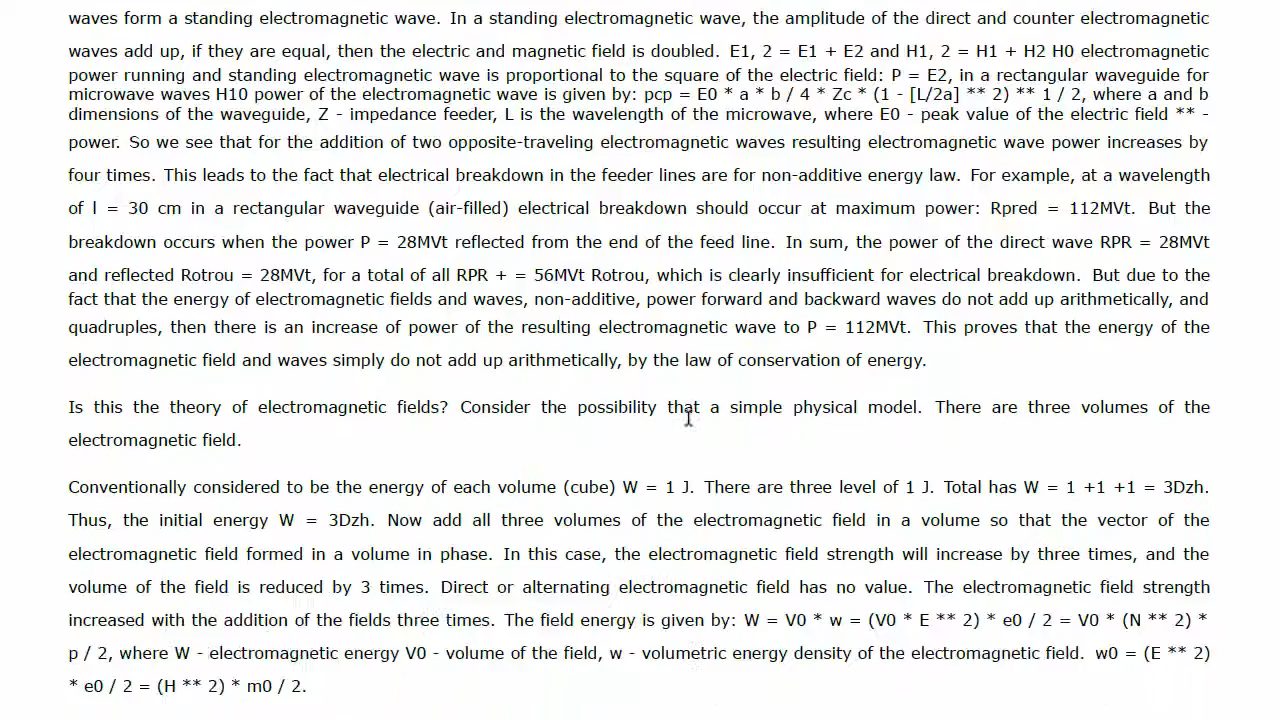 waves form a standing electromagnetic wave. In a standing electromagnetic wave, the amplitude of the direct and counter electromagnetic
waves add up, if they are equal, then the electric and magnetic field is doubled. E1, 2 = E1 + E2 and H1, 2 = H1 + H2 H0 electromagnetic
power running and standing electromagnetic wave is proportional to the square of the electric field: P = E2, in a rectangular waveguide for
microwave waves H10 power of the electromagnetic wave is given by: pcp = E0 * a * b / 4 * Zc * (1 - [L/2a] ** 2) ** 1 / 2, where a and b
dimensions of the waveguide, Z - impedance feeder, L is the wavelength of the microwave, where E0 - peak value of the electric field ** -
power. So we see that for the addition of two opposite-traveling electromagnetic waves resulting electromagnetic wave power increases by
four times. This leads to the fact that electrical breakdown in the feeder lines are for non-additive energy law. For example, at a wavelength
of l = 30 cm in a rectangular waveguide (air-filled) electrical breakdown should occur at maximum power: Rpred = 112MVt. But the
breakdown occurs when the power P = 28MVt reflected from the end of the feed line. In sum, the power of the direct wave RPR = 28MVt
and reflected Rotrou = 28MVt, for a total of all RPR + = 56MVt Rotrou, which is clearly insufficient for electrical breakdown. But due to the
fact that the energy of electromagnetic fields and waves, non-additive, power forward and backward waves do not add up arithmetically, and
quadruples, then there is an increase of power of the resulting electromagnetic wave to P = 112MVt. This proves that the energy of the
electromagnetic field and waves simply do not add up arithmetically, by the law of conservation of energy.
Is this the theory of electromagnetic fields? Consider the possibility that a simple physical model. There are three volumes of the
electromagnetic field.
Conventionally considered to be the energy of each volume (cube) W = 1 J. There are three level of 1 J. Total has W = 1 +1 +1 = 3Dzh.
Thus, the initial energy W = 3Dzh. Now add all three volumes of the electromagnetic field in a volume so that the vector of the
electromagnetic field formed in a volume in phase. In this case, the electromagnetic field strength will increase by three times, and the
volume of the field is reduced by 3 times. Direct or alternating electromagnetic field has no value. The electromagnetic field strength
increased with the addition of the fields three times. The field energy is given by: W = V0 * w = (V0 * E ** 2) * e0 / 2 = V0 * (N ** 2) *
p / 2, where W - electromagnetic energy V0 - volume of the field, w - volumetric energy density of the electromagnetic field. w0 = (E ** 2)
* e0 / 2 = (H ** 2) * m0 / 2.